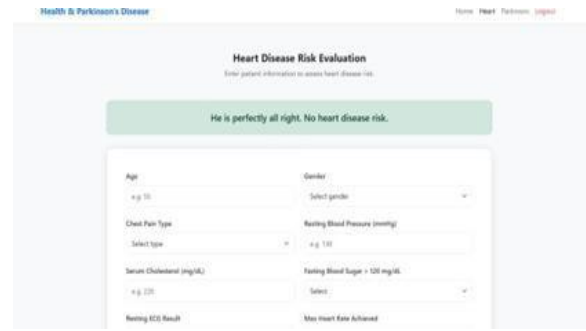 Health & Parkinson's Disease
Home Heart Parkinsons Logout
Heart Disease Risk Evaluation
Enter patient information to assess heart disease risk.
He is perfectly all right. No heart disease risk.
Age Gender
Select gender
Chest Pain Type Resting Blood Pressure (mmHg)
Select type e.g. 130
Serum Cholesterol (mg/dL) Fasting Blood Sugar > 120 mg/dL
e.g. 220 Select
Resting ECG Result Max Heart Rate Achieved